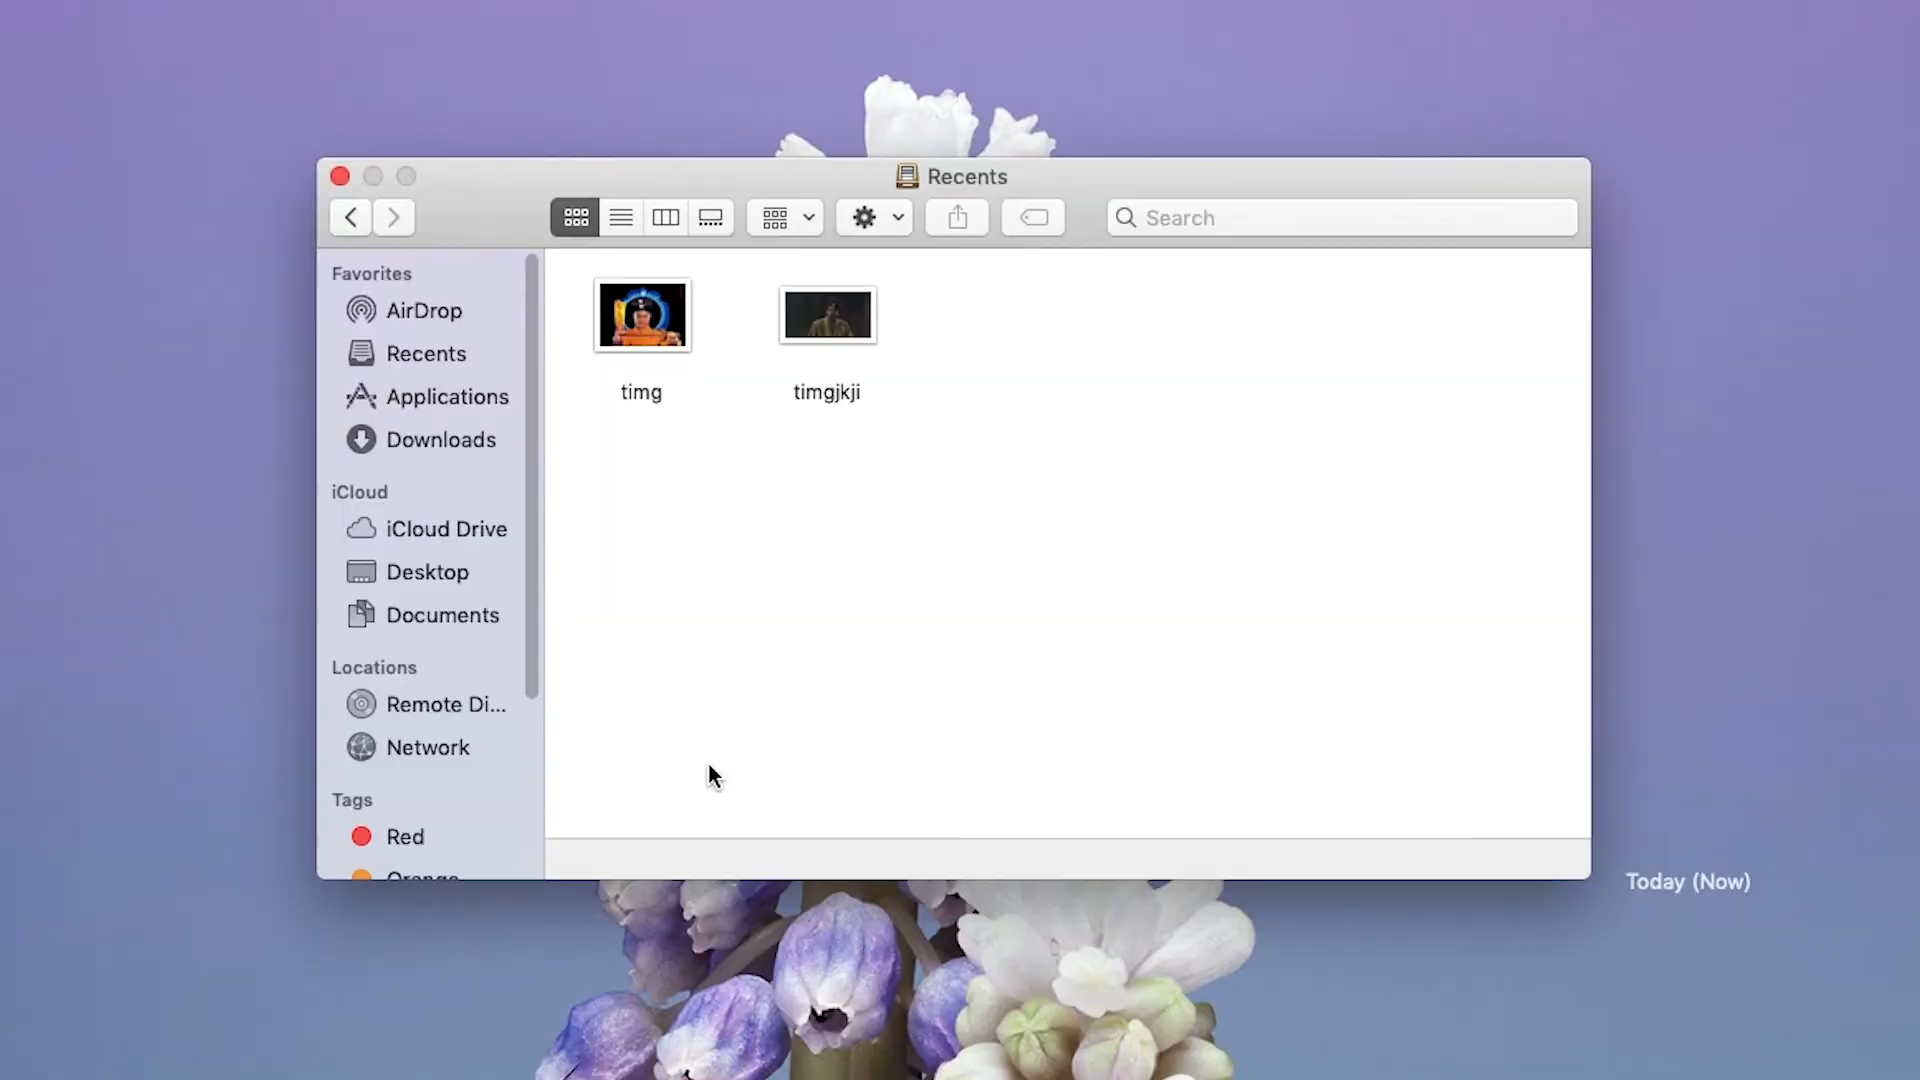 Recents
Search
Favorites
AirDrop
Recents
Applications
Downloads
iCloud
iCloud Drive
Desktop
Documents
Locations
Remote Di...
Network
Tags
Red
Orange
timg
timgjkji
Today (Now)